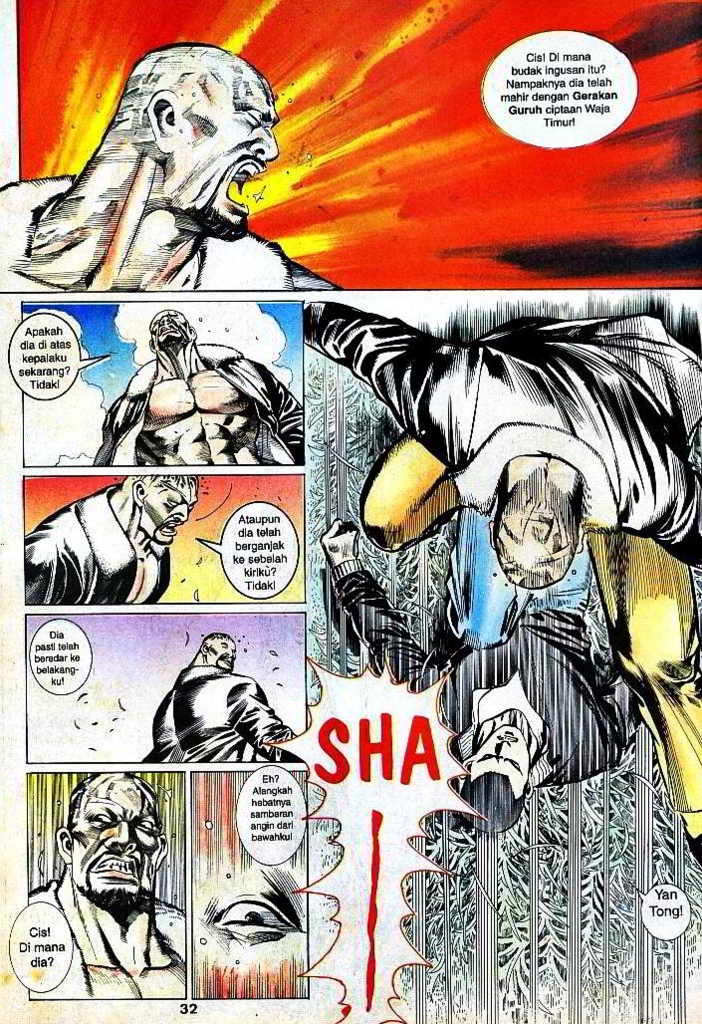 Cis! Di mana
budak ingusan itu?
Nampaknya dia telah
mahir dengan Gerakan
Guruh ciptaan Waja
Timur!
Apakah
dia di atas
kepalaku
sekarang?
Tidak!
Ataupun
dia telah
berganjak
ke sebelah
kiriku?
Tidak!
Dia
pasti telah
beredar ke
belakang-
ku!
Cis!
Di mana
dia?
Eh?
Alangkah
hebatnya
sambaran
angin dari
bawahku!
SHA
Yan
Tong!
32